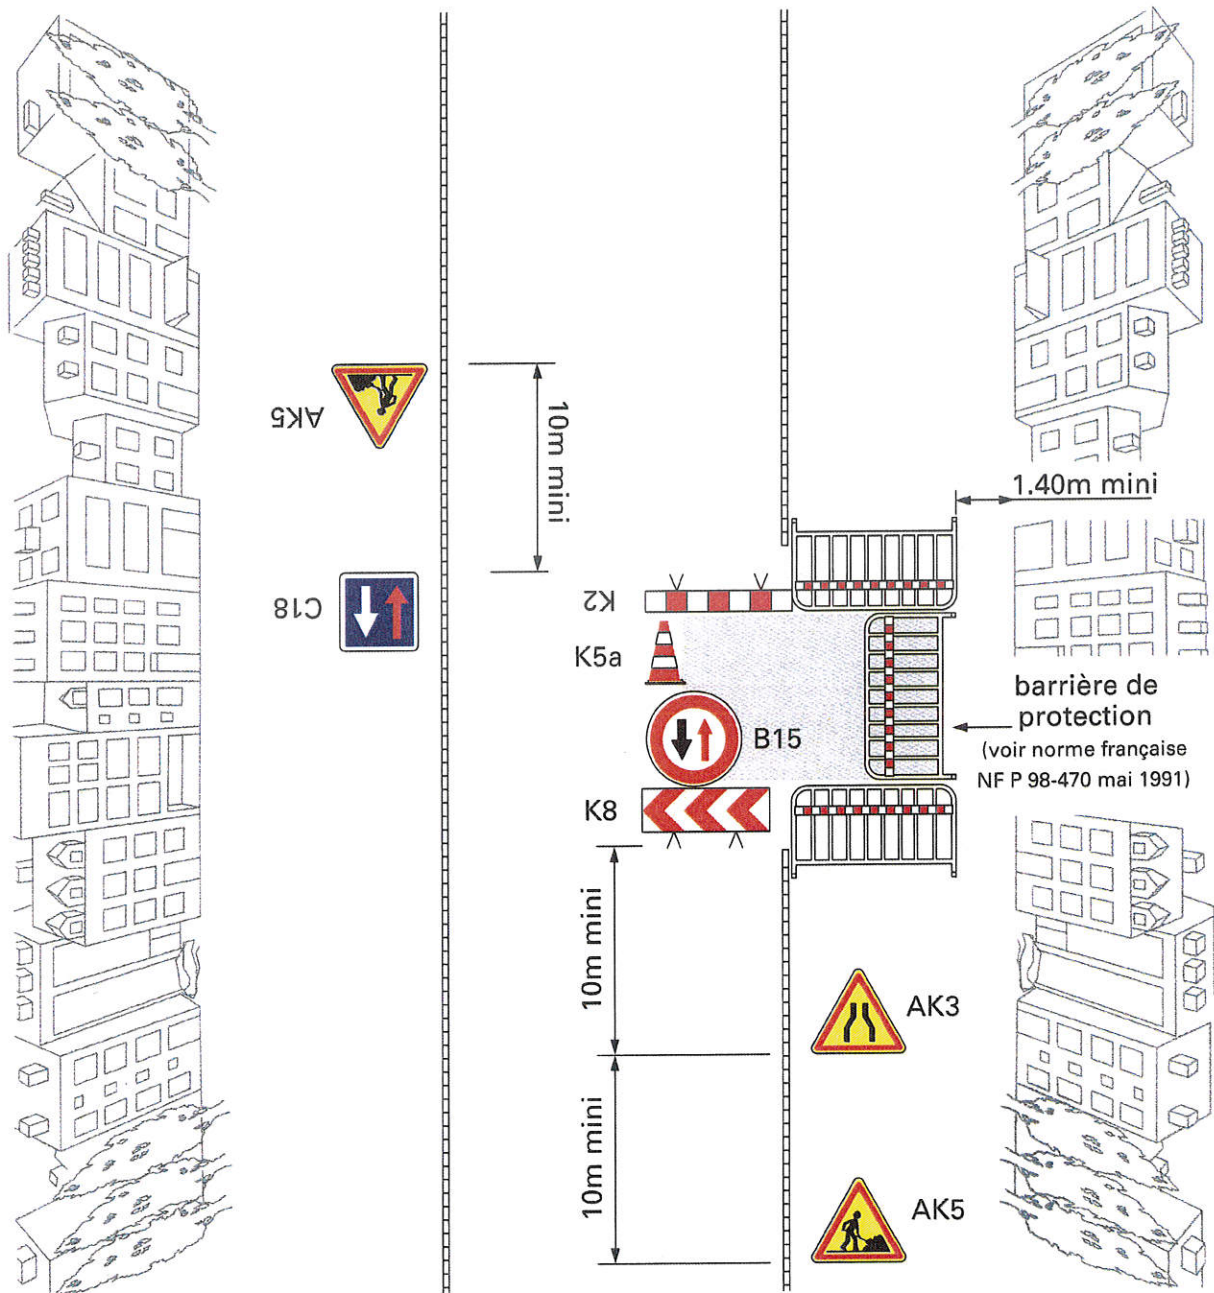 AK5
10m mini
1.40m mini
C18
K2
K5a
B15
barrière de
protection
(voir norme française
NF P 98-470 mai 1991)
K8
10m mini
AK3
10m mini
AK5